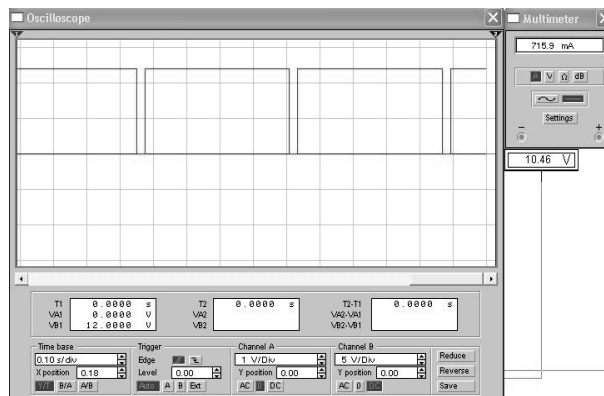 Oscilloscope
Multimeter
715.9 mA
A V Ω dB
Settings
- +
10.46 V
T1 0.0000 s T2 0.0000 s T2-T1 0.0000 s
VA1 0.0000 V VA2 VA2-VA1
VB1 12.0000 V VB2 VB2-VB1
Time base Trigger Channel A Channel B
0.10 s/div Edge 1 V/Div 5 V/Div Reduce
X position 0.18 Level 0.00 Y position 0.00 Y position 0.00 Reverse
Y/T B/A A/B Auto A B Ext AC 0 DC AC 0 DC Save